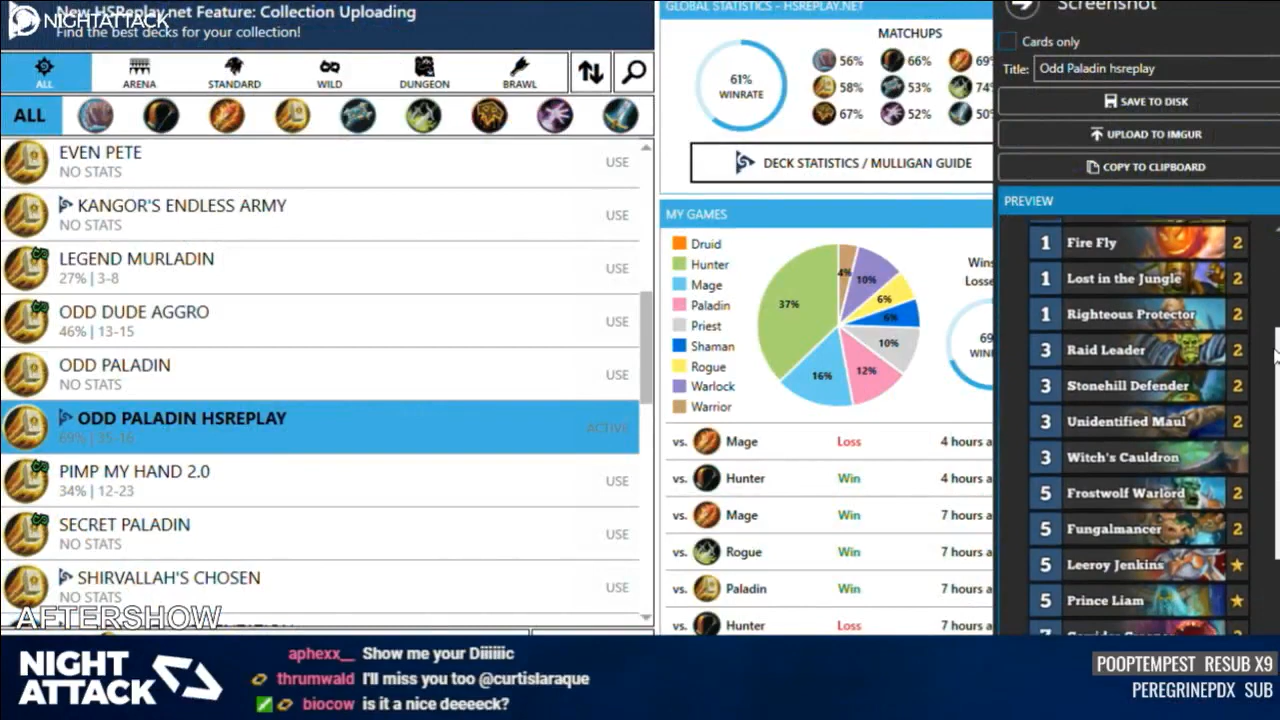 New HSReplay.net Feature: Collection Uploading
NIGHTATTACK
Find the best decks for your collection!
ALL
ARENA
STANDARD
WILD
DUNGEON
BRAWL
ALL
EVEN PETE
NO STATS
USE
KANGOR'S ENDLESS ARMY
NO STATS
USE
LEGEND MURLADIN
27% | 3-8
USE
ODD DUDE AGGRO
46% | 13-15
USE
ODD PALADIN
NO STATS
USE
ODD PALADIN HSREPLAY
69% | 35-16
ACTIVE
PIMP MY HAND 2.0
34% | 12-23
USE
SECRET PALADIN
NO STATS
USE
SHIRVALLAH'S CHOSEN
NO STATS
USE
AFTERSHOW
GLOBAL STATISTICS - HSREPLAY.NET
61%
WINRATE
MATCHUPS
56% 66% 69%
58% 53% 74%
67% 52% 50%
DECK STATISTICS / MULLIGAN GUIDE
MY GAMES
Druid
Hunter
Mage
Paladin
Priest
Shaman
Rogue
Warlock
Warrior
4%
10%
6%
6%
10%
12%
16%
37%
Wins
Losse
69
WIN
vs. Mage Loss 4 hours a
vs. Hunter Win 4 hours a
vs. Mage Win 7 hours a
vs. Rogue Win 7 hours a
vs. Paladin Win 7 hours a
vs. Hunter Loss 7 hours a
Screenshot
Cards only
Title: Odd Paladin hsreplay
SAVE TO DISK
UPLOAD TO IMGUR
COPY TO CLIPBOARD
PREVIEW
1 Fire Fly 2
1 Lost in the Jungle 2
1 Righteous Protector 2
3 Raid Leader 2
3 Stonehill Defender 2
3 Unidentified Maul 2
3 Witch's Cauldron
5 Frostwolf Warlord 2
5 Fungalmancer 2
5 Leeroy Jenkins ★
5 Prince Liam ★
NIGHT
ATTACK
aphexx__ Show me your Diiiiiic
thrumwald I'll miss you too @curtislaraque
biocow is it a nice deeeeck?
POOPTEMPEST RESUB X9
PEREGRINEPDX SUB